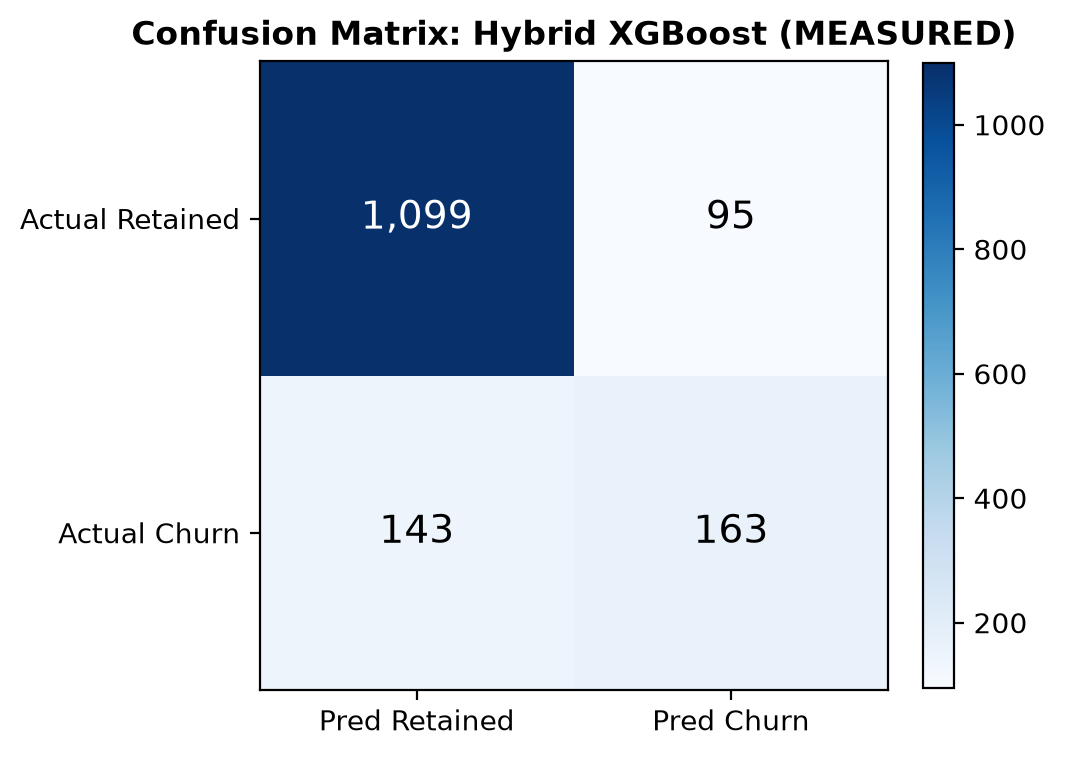 Confusion Matrix: Hybrid XGBoost (MEASURED)
Actual Retained
1,099
95
Actual Churn
143
163
Pred Retained
Pred Churn
1000
800
600
400
200